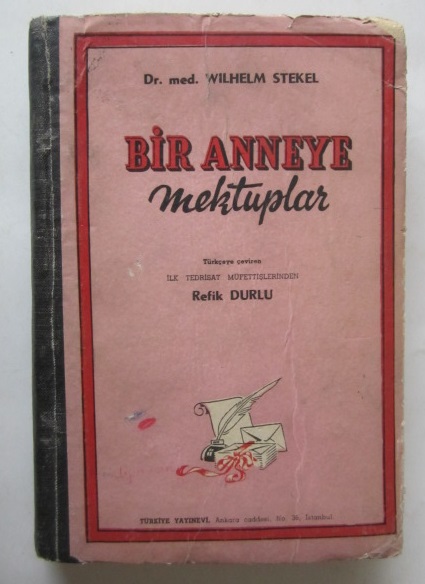 Dr. med. WILHELM STEKEL
BİR ANNEYE
mektuplar
Türkçeye çeviren
İLK TEDRİSAT MÜFETTİŞLERİNDEN
Refik DURLU
TÜRKİYE YAYINEVİ, Ankara caddesi, No. 36, İstanbul